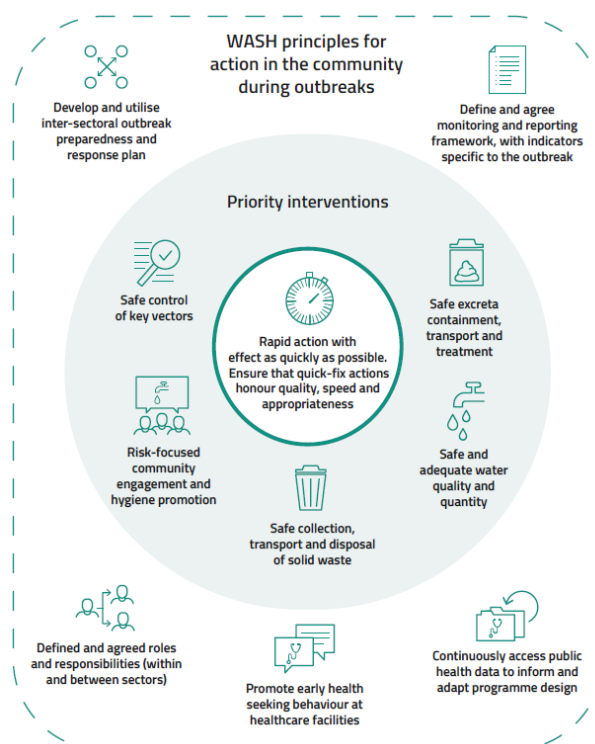 WASH principles for
action in the community
during outbreaks
Develop and utilise
inter-sectoral outbreak
preparedness and
response plan
Define and agree
monitoring and reporting
framework, with indicators
specific to the outbreak
Priority interventions
Safe control
of key vectors
Rapid action with
effect as quickly as possible.
Ensure that quick-fix actions
honour quality, speed and
appropriateness
Safe excreta
containment,
transport and
treatment
Risk-focused
community
engagement and
hygiene promotion
Safe and
adequate water
quality and
quantity
Safe collection,
transport and disposal
of solid waste
Defined and agreed roles
and responsibilities (within
and between sectors)
Promote early health
seeking behaviour at
healthcare facilities
Continuously access public
health data to inform and
adapt programme design